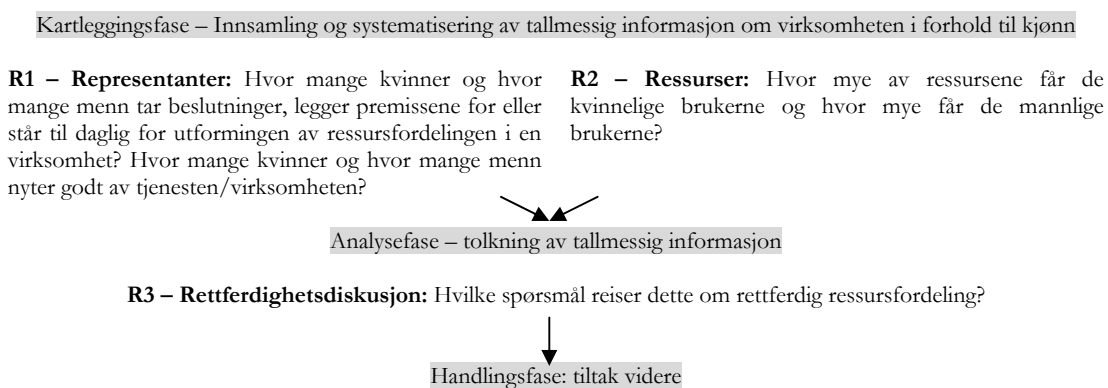 Kartleggingsfase – Innsamling og systematisering av tallmessig informasjon om virksomheten i forhold til kjønn
R1 – Representanter: Hvor mange kvinner og hvor
mange menn tar beslutninger, legger premissene for eller
står til daglig for utformingen av ressursfordelingen i en
virksomhet? Hvor mange kvinner og hvor mange menn
nyter godt av tjenesten/virksomheten?
R2 – Ressurser: Hvor mye av ressursene får de
kvinnelige brukerne og hvor mye får de mannlige
brukerne?
Analysefase – tolkning av tallmessig informasjon
R3 – Rettferdighetsdiskusjon: Hvilke spørsmål reiser dette om rettferdig ressursfordeling?
Handlingsfase: tiltak videre